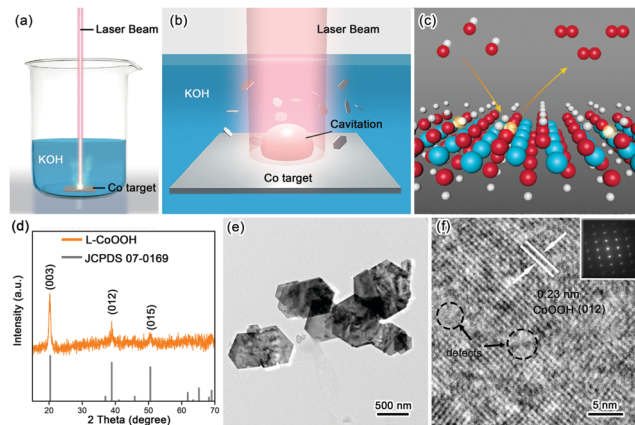 (a)
Laser Beam
KOH
Co target
(b)
Laser Beam
KOH
Cavitation
Co target
(c)
(d)
L-CoOOH
JCPDS 07-0169
(003)
(012)
(015)
Intensity (a.u.)
20 30 40 50 60 70
2 Theta (degree)
(e)
500 nm
(f)
0.23 nm
CoOOH (012)
defects
5 nm